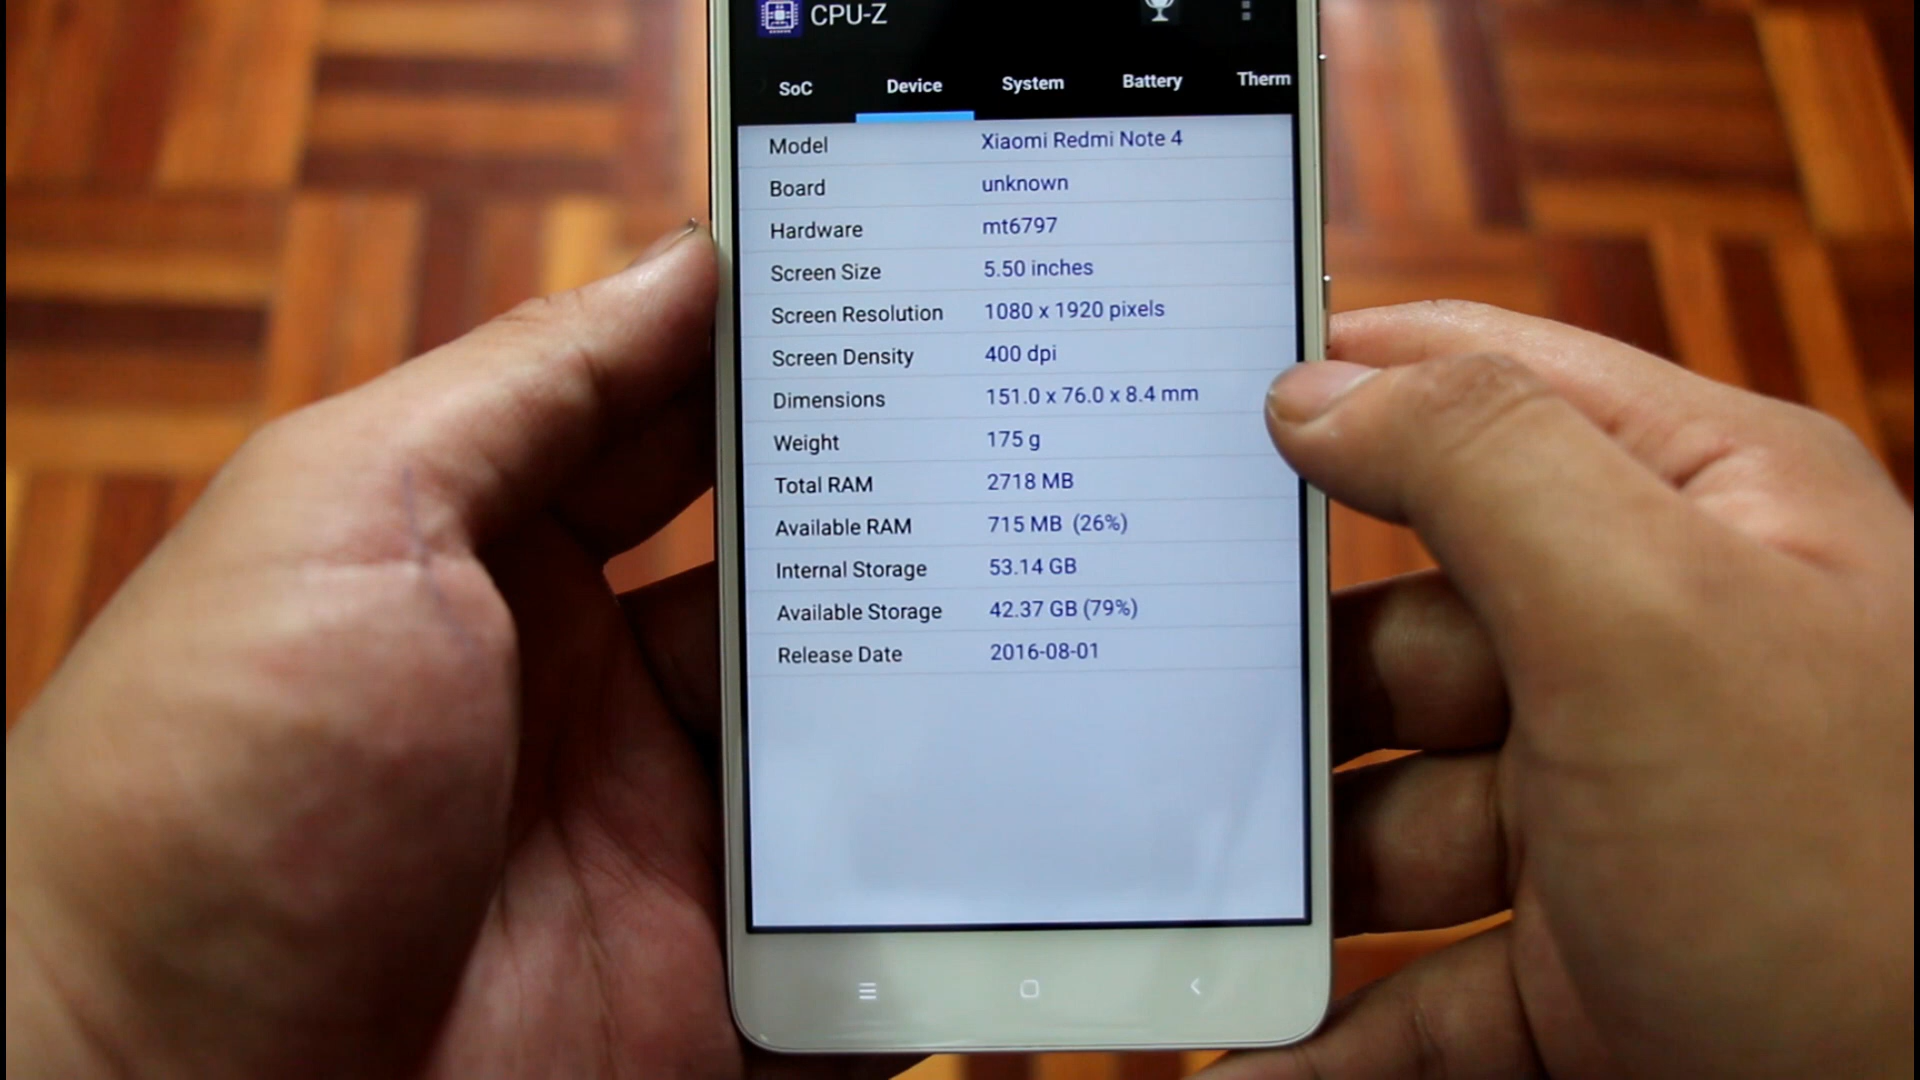 CPU-Z
SoC Device System Battery Therm
Model Xiaomi Redmi Note 4
Board unknown
Hardware mt6797
Screen Size 5.50 inches
Screen Resolution 1080 x 1920 pixels
Screen Density 400 dpi
Dimensions 151.0 x 76.0 x 8.4 mm
Weight 175 g
Total RAM 2718 MB
Available RAM 715 MB (26%)
Internal Storage 53.14 GB
Available Storage 42.37 GB (79%)
Release Date 2016-08-01